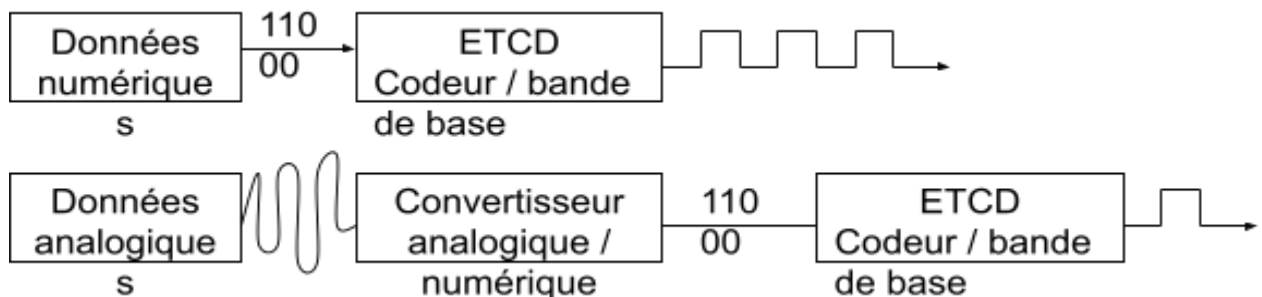 Données
numérique
s
110
00
ETCD
Codeur / bande
de base
Données
analogique
s
Convertisseur
analogique /
numérique
110
00
ETCD
Codeur / bande
de base